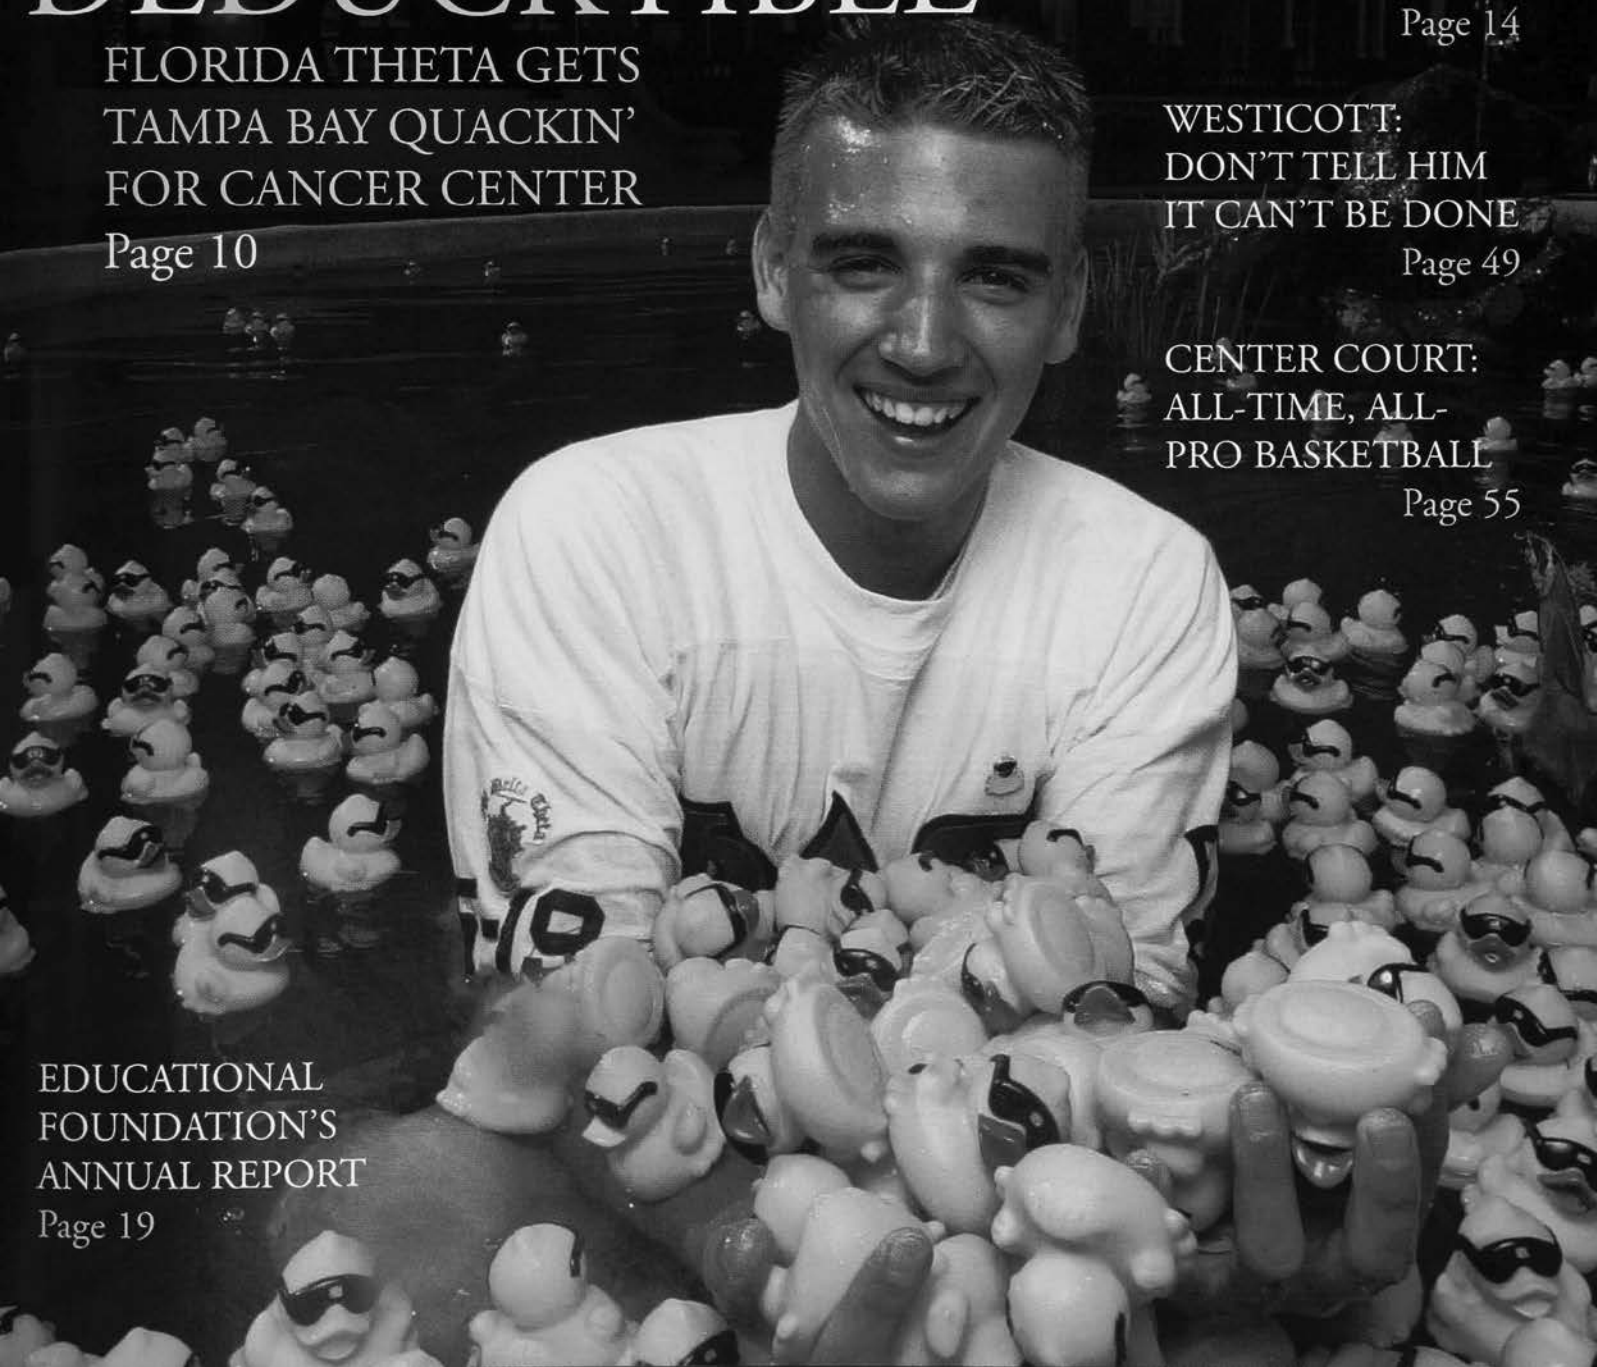 DEDUCKTIBLE
FLORIDA THETA GETS
TAMPA BAY QUACKIN'
FOR CANCER CENTER
Page 10
Page 14
WESTICOTT:
DON'T TELL HIM
IT CAN'T BE DONE
Page 49
CENTER COURT:
ALL-TIME, ALL-
PRO BASKETBALL
Page 55
EDUCATIONAL
FOUNDATION'S
ANNUAL REPORT
Page 19